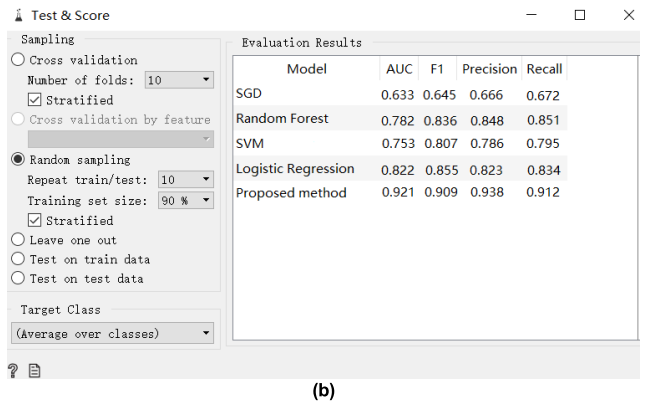 Test & Score
Sampling
Cross validation
Number of folds: 10
Stratified
Cross validation by feature
Random sampling
Repeat train/test: 10
Training set size: 90 %
Stratified
Leave one out
Test on train data
Test on test data
Target Class
(Average over classes)
Evaluation Results
Model AUC F1 Precision Recall
SGD 0.633 0.645 0.666 0.672
Random Forest 0.782 0.836 0.848 0.851
SVM 0.753 0.807 0.786 0.795
Logistic Regression 0.822 0.855 0.823 0.834
Proposed method 0.921 0.909 0.938 0.912
?
(b)